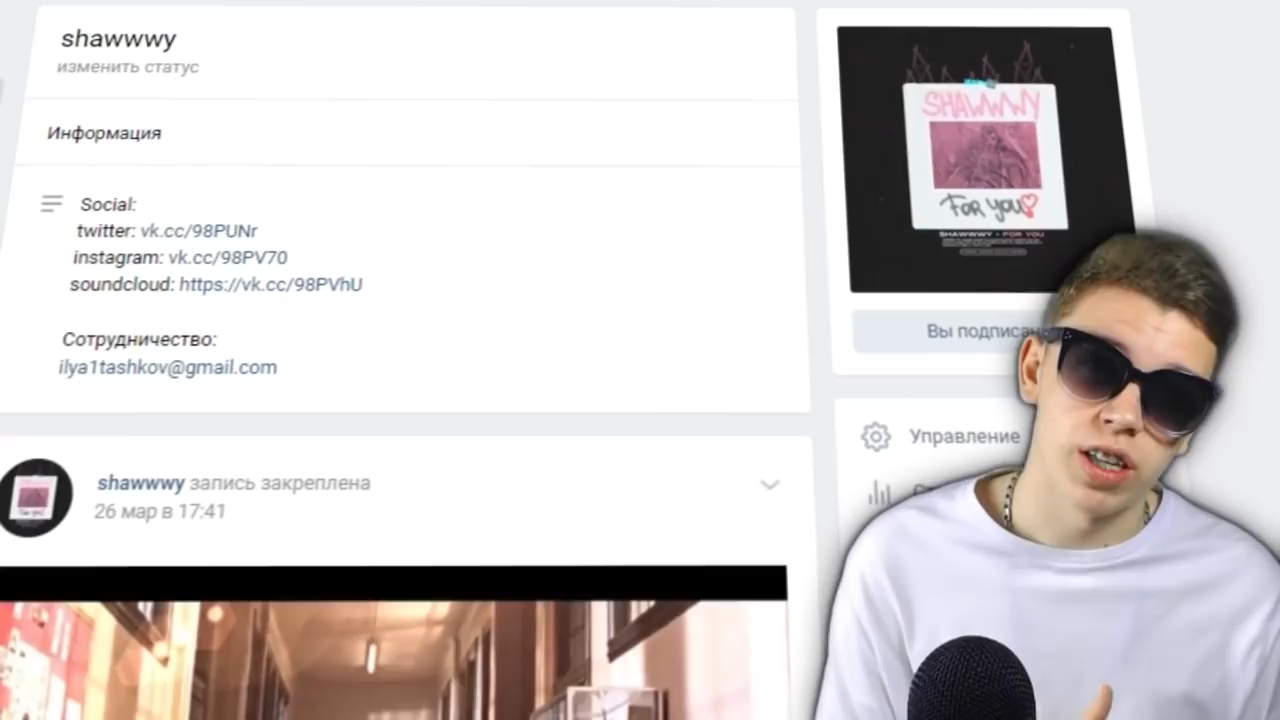 shawwwy
изменить статус
Информация
Social:
twitter: vk.cc/98PUNr
instagram: vk.cc/98PV70
soundcloud: https://vk.cc/98PVhU
Сотрудничество:
ilya1tashkov@gmail.com
shawwwy запись закреплена
26 мар в 17:41
SHAWWWY
FOR YOU
SHAWWWY • FOR YOU
Вы
Управление